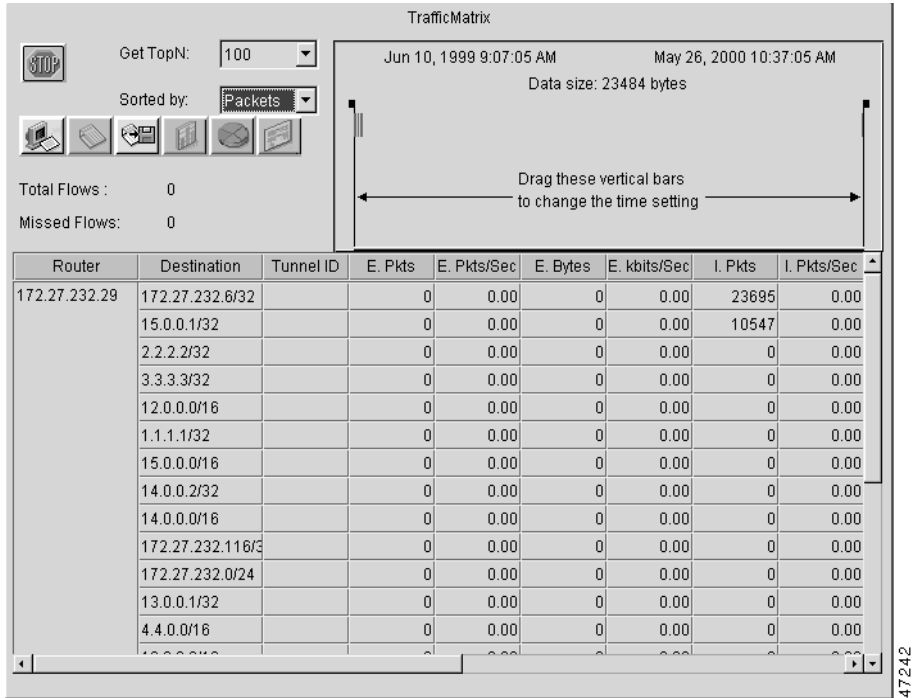 TrafficMatrix
STOP
Get TopN: 100
Sorted by: Packets
Total Flows : 0
Missed Flows: 0
Jun 10, 1999 9:07:05 AM May 26, 2000 10:37:05 AM
Data size: 23484 bytes
Drag these vertical bars
to change the time setting
Router Destination Tunnel ID E. Pkts E. Pkts/Sec E. Bytes E. kbits/Sec I. Pkts I. Pkts/Sec
172.27.232.29 172.27.232.6/32 0 0.00 0 0.00 23695 0.00
15.0.0.1/32 0 0.00 0 0.00 10547 0.00
2.2.2.2/32 0 0.00 0 0.00 0 0.00
3.3.3.3/32 0 0.00 0 0.00 0 0.00
12.0.0.0/16 0 0.00 0 0.00 0 0.00
1.1.1.1/32 0 0.00 0 0.00 0 0.00
15.0.0.0/16 0 0.00 0 0.00 0 0.00
14.0.0.2/32 0 0.00 0 0.00 0 0.00
14.0.0.0/16 0 0.00 0 0.00 0 0.00
172.27.232.116/3 0 0.00 0 0.00 0 0.00
172.27.232.0/24 0 0.00 0 0.00 0 0.00
13.0.0.1/32 0 0.00 0 0.00 0 0.00
4.4.0.0/16 0 0.00 0 0.00 0 0.00
47242